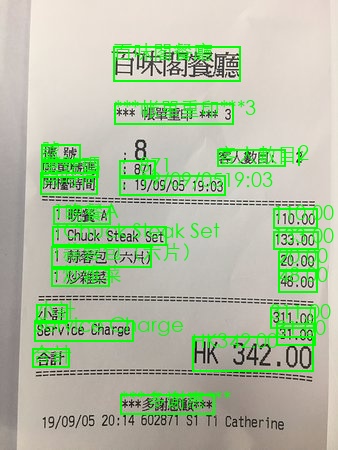 百味閣餐廳
*** 帳單重印 *** 3
檯 號 : 8 客人數目: 2
帳單號碼 : 871
開檯時間 : 19/09/05 19:03
1 晚餐 A 110.00
1 Chuck Steak Set 133.00
1 蒜蓉包(六片) 20.00
1 炒雜菜 48.00
小計 311.00
Service Charge 31.00
合計 HK 342.00
***多謝惠顧***
19/09/05 20:14 602871 S1 T1 Catherine